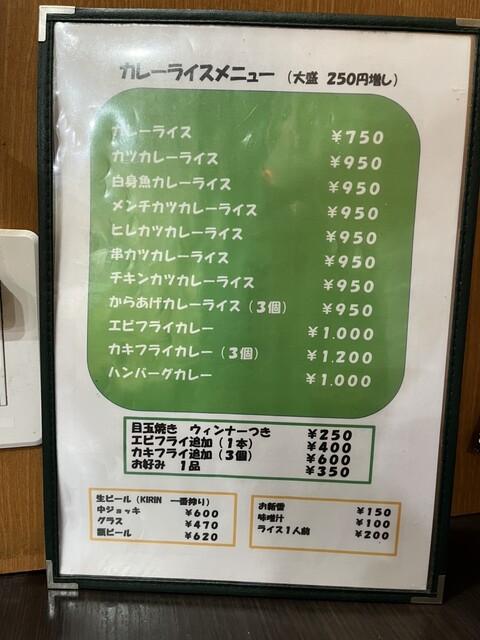 カレーライスメニュー （大盛 250円増し）
カレーライス ¥750
カツカレーライス ¥950
白身魚カレーライス ¥950
メンチカツカレーライス ¥950
ヒレカツカレーライス ¥950
串カツカレーライス ¥950
チキンカツカレーライス ¥950
からあげカレーライス（3個） ¥950
エビフライカレー ¥1.000
カキフライカレー（3個） ¥1.200
ハンバーグカレー ¥1.000
目玉焼き ウィンナーつき ¥250
エビフライ追加（1本） ¥400
カキフライ追加（3個） ¥600
お好み 1品 ¥350
生ビール（KIRIN 一番搾り）
中ジョッキ ¥600
グラス ¥470
瓶ビール ¥620
お新香 ¥150
味噌汁 ¥100
ライス1人前 ¥200